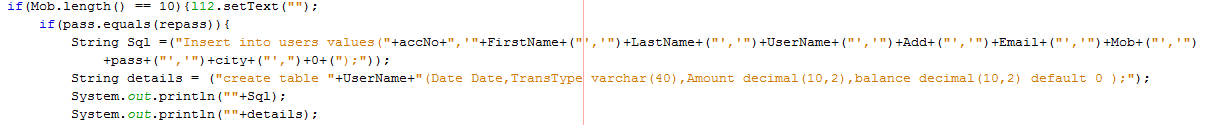 if(Mob.length() == 10){l12.setText("");
if(pass.equals(repass)){
String Sql =("Insert into users values("+accNo+",'"+FirstName+("','")+LastName+("','")+UserName+("','")+Add+("','")+Email+("','")+Mob+("','")
+pass+("','")+city+("',")+0+(");"));
String details = ("create table "+UserName+"(Date Date,TransType varchar(40),Amount decimal(10,2),balance decimal(10,2) default 0 );");
System.out.println(""+Sql);
System.out.println(""+details);